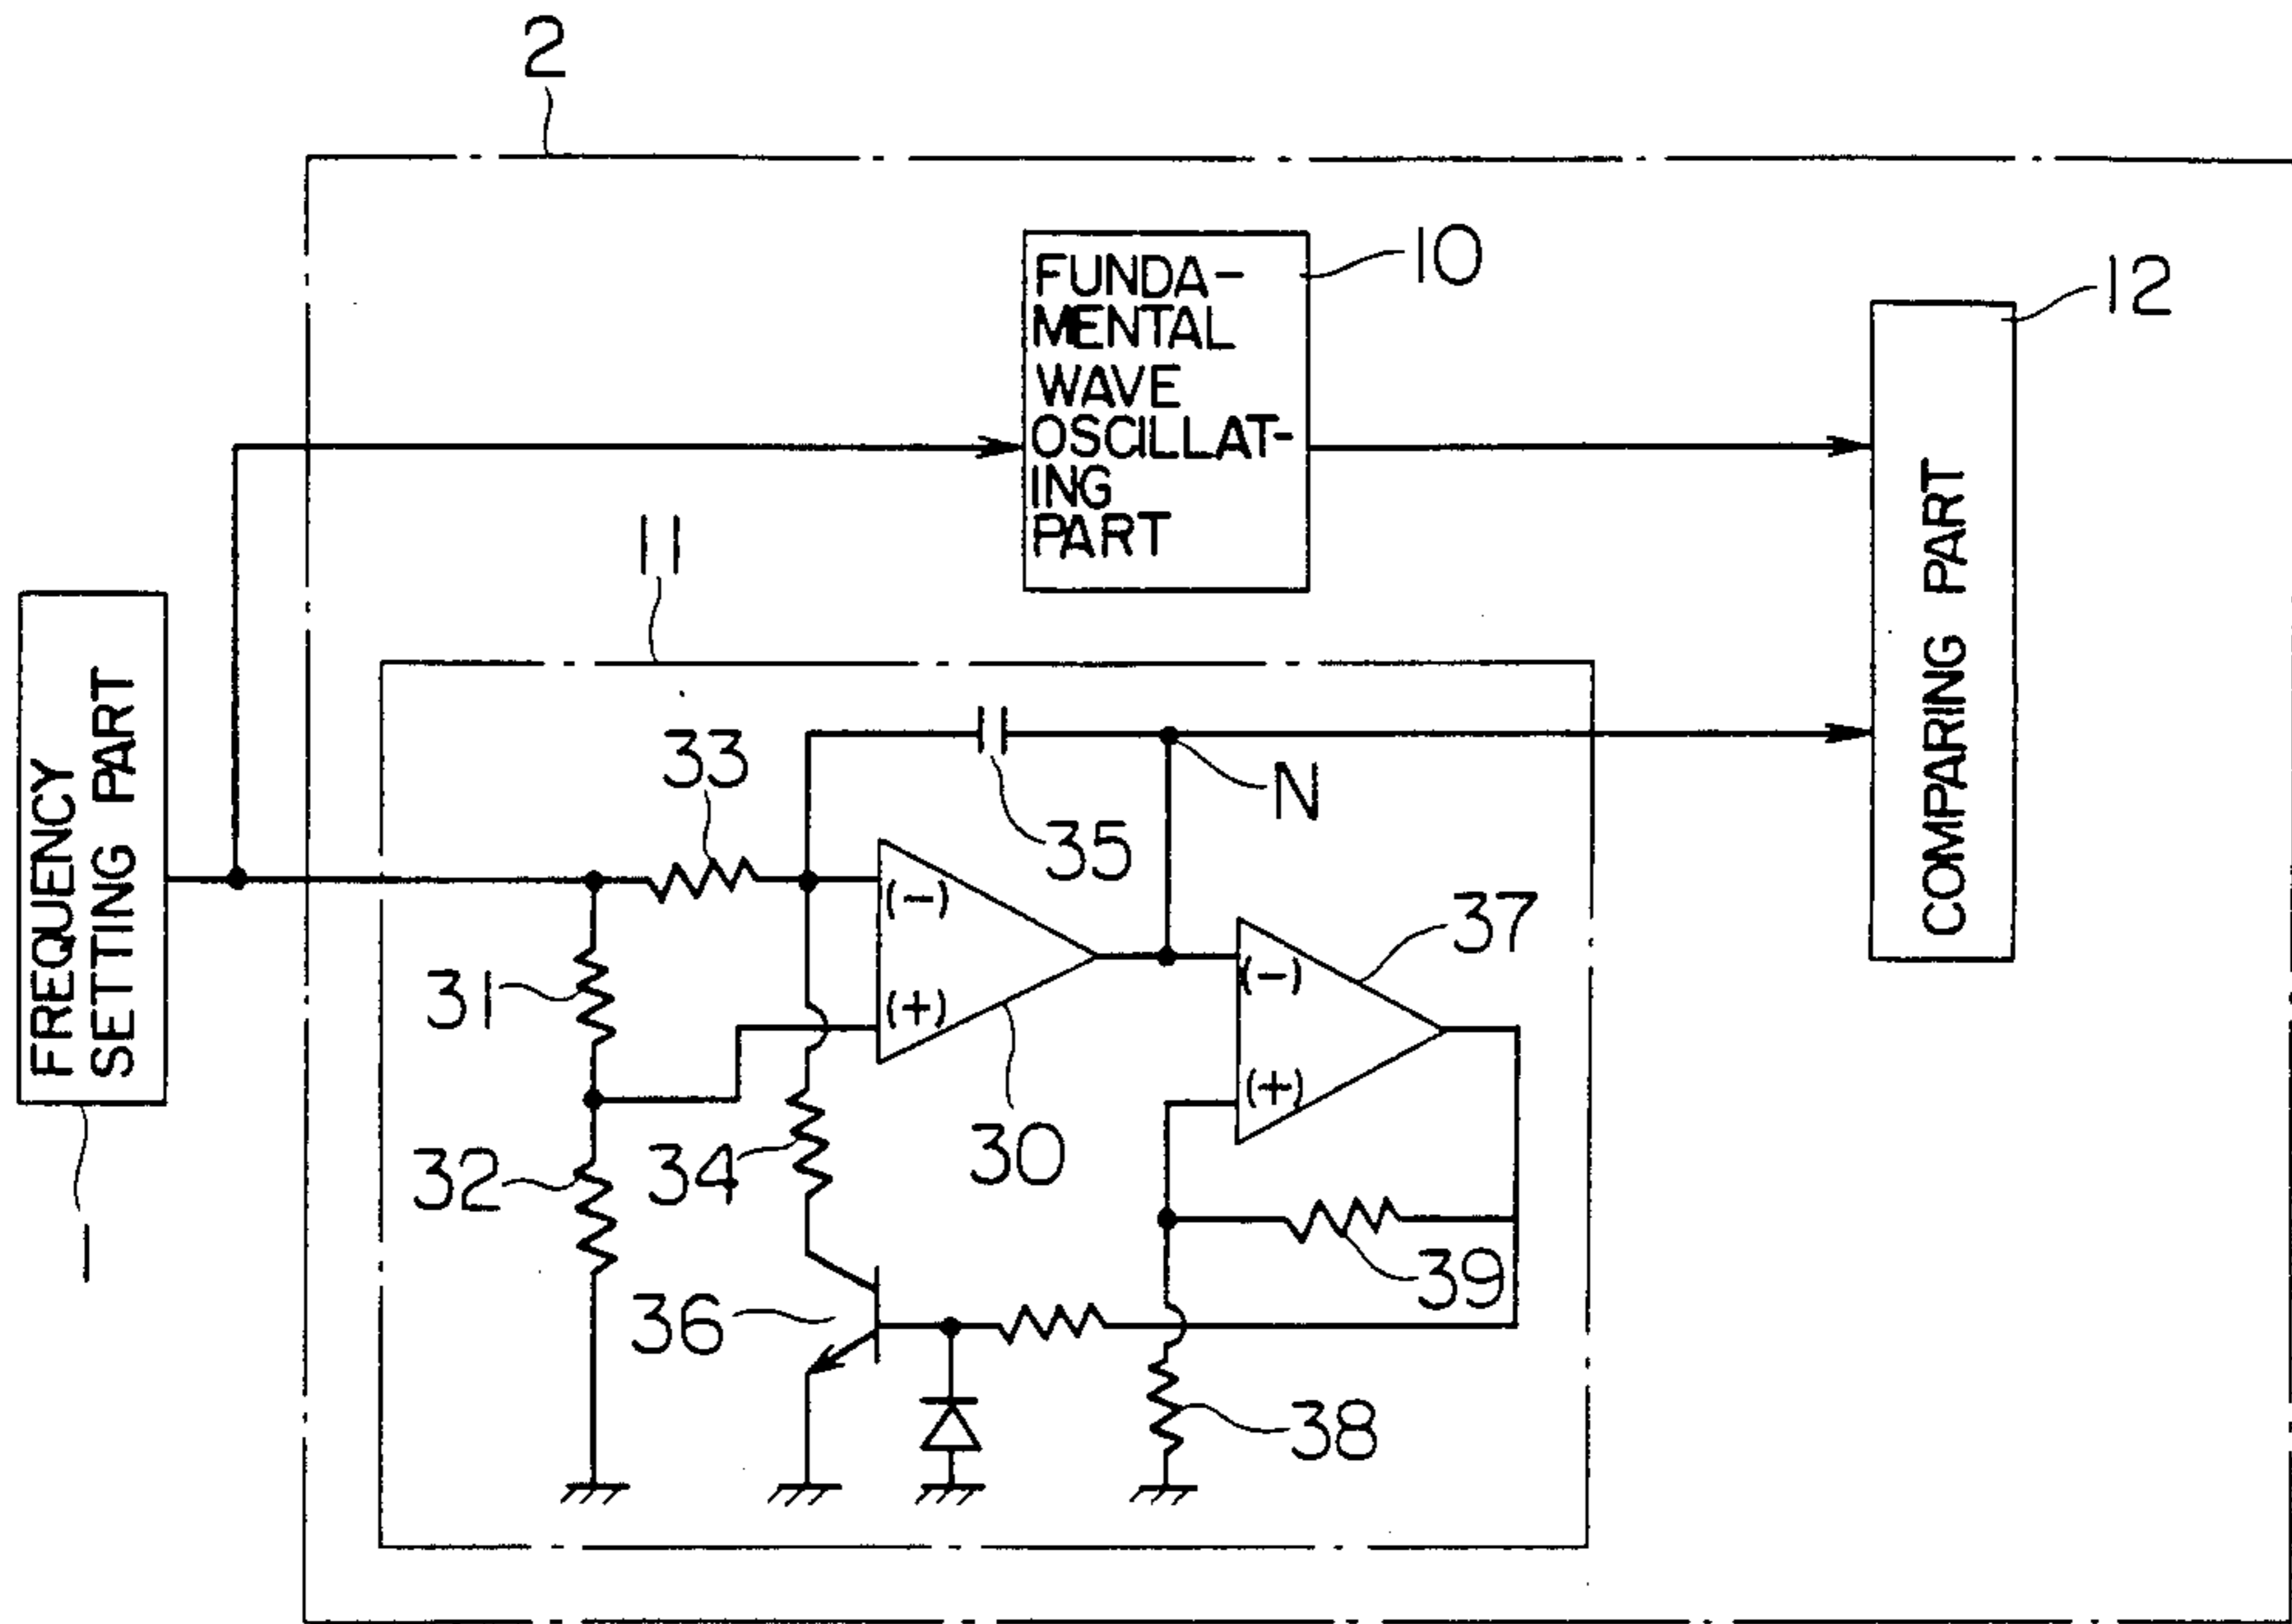 2
FUNDA-
MENTAL
WAVE
OSCILLAT-
ING
PART
10
12
COMPARING PART
11
FREQUENCY
SETTING PART
1
33
35
N
(-)
(+)
30
31
32
34
(-)
(+)
37
36
39
38